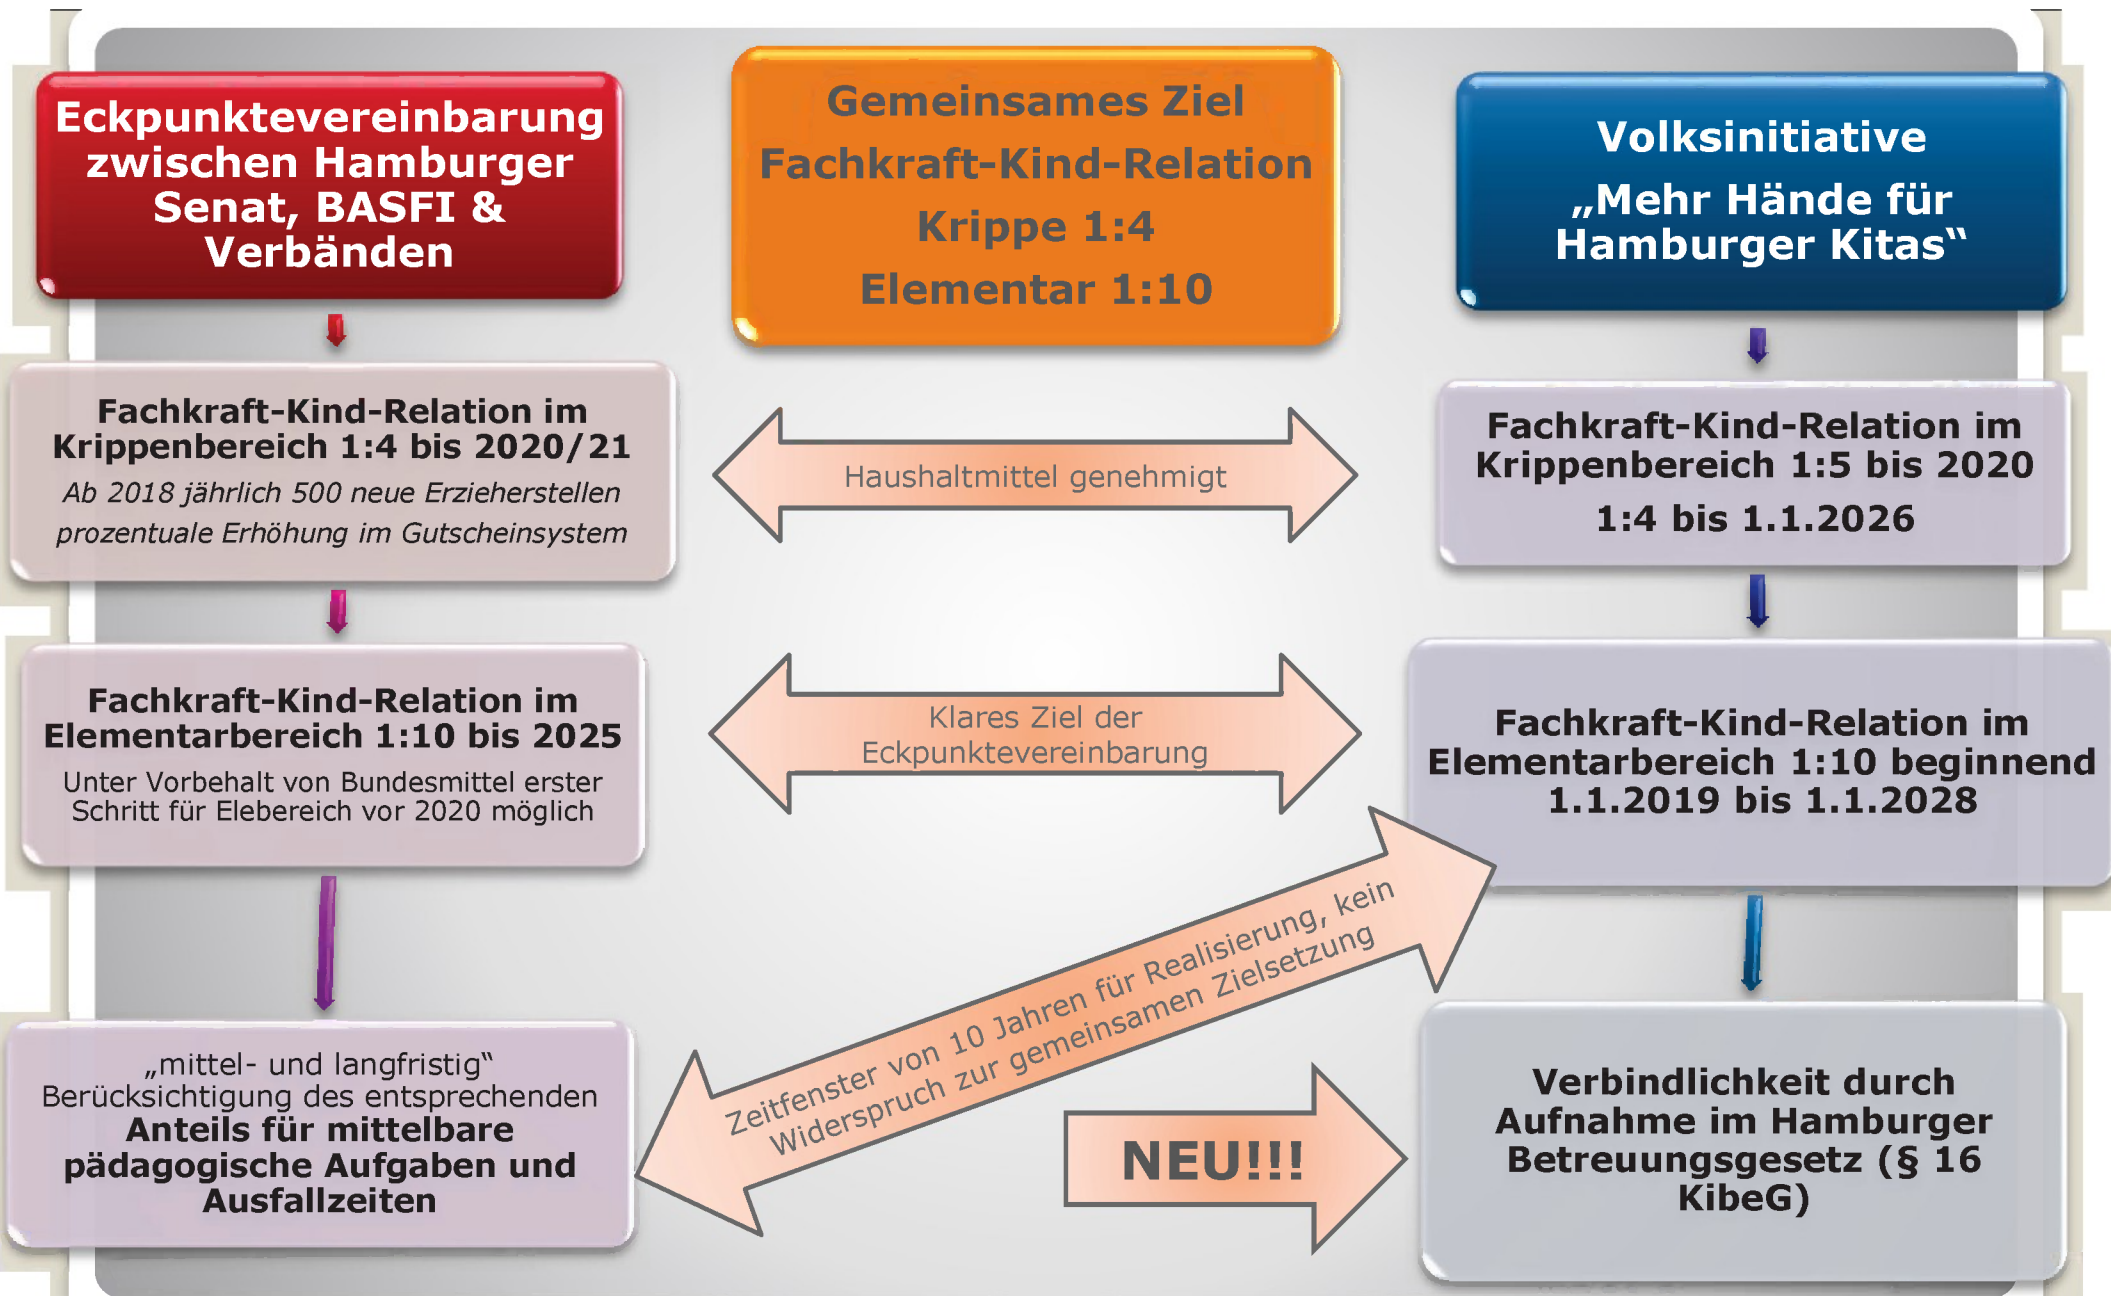 Eckpunktevereinbarung
zwischen Hamburger
Senat, BASFI &
Verbänden
Gemeinsames Ziel
Fachkraft-Kind-Relation
Krippe 1:4
Elementar 1:10
Volksinitiative
„Mehr Hände für
Hamburger Kitas“
Fachkraft-Kind-Relation im
Krippenbereich 1:4 bis 2020/21
Ab 2018 jährlich 500 neue Erzieherstellen
prozentuale Erhöhung im Gutscheinsystem
Haushaltmittel genehmigt
Fachkraft-Kind-Relation im
Krippenbereich 1:5 bis 2020
1:4 bis 1.1.2026
Fachkraft-Kind-Relation im
Elementarbereich 1:10 bis 2025
Unter Vorbehalt von Bundesmittel erster
Schritt für Elebereich vor 2020 möglich
Klares Ziel der
Eckpunktevereinbarung
Fachkraft-Kind-Relation im
Elementarbereich 1:10 beginnend
1.1.2019 bis 1.1.2028
Zeitfenster von 10 Jahren für Realisierung, kein
Widerspruch zur gemeinsamen Zielsetzung
„mittel- und langfristig“
Berücksichtigung des entsprechenden
Anteils für mittelbare
pädagogische Aufgaben und
Ausfallzeiten
NEU!!!
Verbindlichkeit durch
Aufnahme im Hamburger
Betreuungsgesetz (§ 16
KibeG)